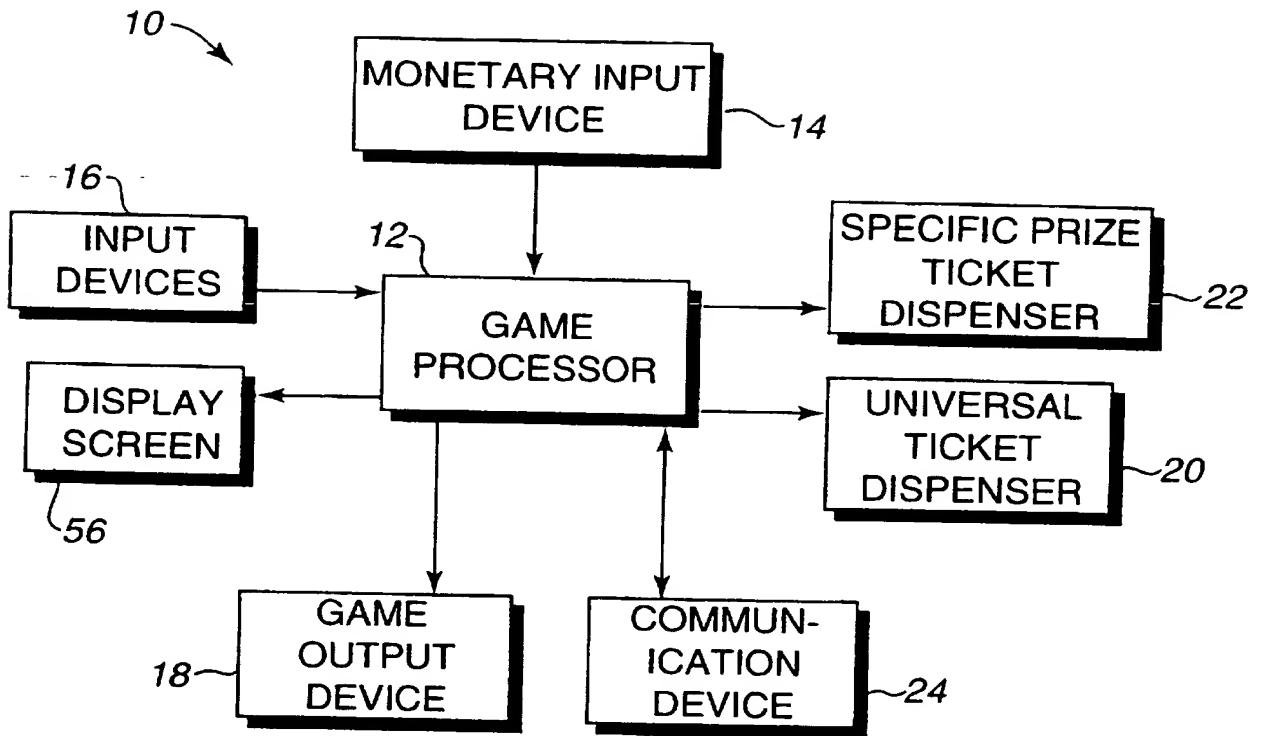 10
MONETARY INPUT
DEVICE
14
16
INPUT
DEVICES
12
GAME
PROCESSOR
SPECIFIC PRIZE
TICKET
DISPENSER
22
DISPLAY
SCREEN
56
UNIVERSAL
TICKET
DISPENSER
20
GAME
OUTPUT
DEVICE
18
COMMUN-
ICATION
DEVICE
24